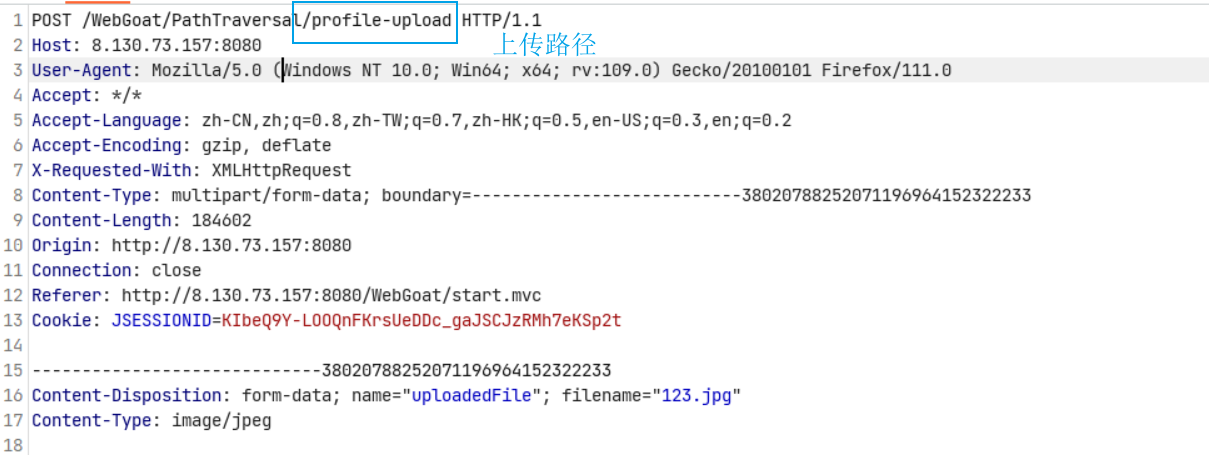 1 POST /WebGoat/PathTraversal/profile-upload HTTP/1.1
上传路径
2 Host: 8.130.73.157:8080
3 User-Agent: Mozilla/5.0 (Windows NT 10.0; Win64; x64; rv:109.0) Gecko/20100101 Firefox/111.0
4 Accept: */*
5 Accept-Language: zh-CN,zh;q=0.8,zh-TW;q=0.7,zh-HK;q=0.5,en-US;q=0.3,en;q=0.2
6 Accept-Encoding: gzip, deflate
7 X-Requested-With: XMLHttpRequest
8 Content-Type: multipart/form-data; boundary=---------------------------380207882520711969641523​22233
9 Content-Length: 184602
10 Origin: http://8.130.73.157:8080
11 Connection: close
12 Referer: http://8.130.73.157:8080/WebGoat/start.mvc
13 Cookie: JSESSIONID=KIbeQ9Y-LOOQnFKrsUeDDc_gaJSCJzRMh7eKSp2t
14
15 -----------------------------38020788252071196964152322233
16 Content-Disposition: form-data; name="uploadedFile"; filename="123.jpg"
17 Content-Type: image/jpeg
18